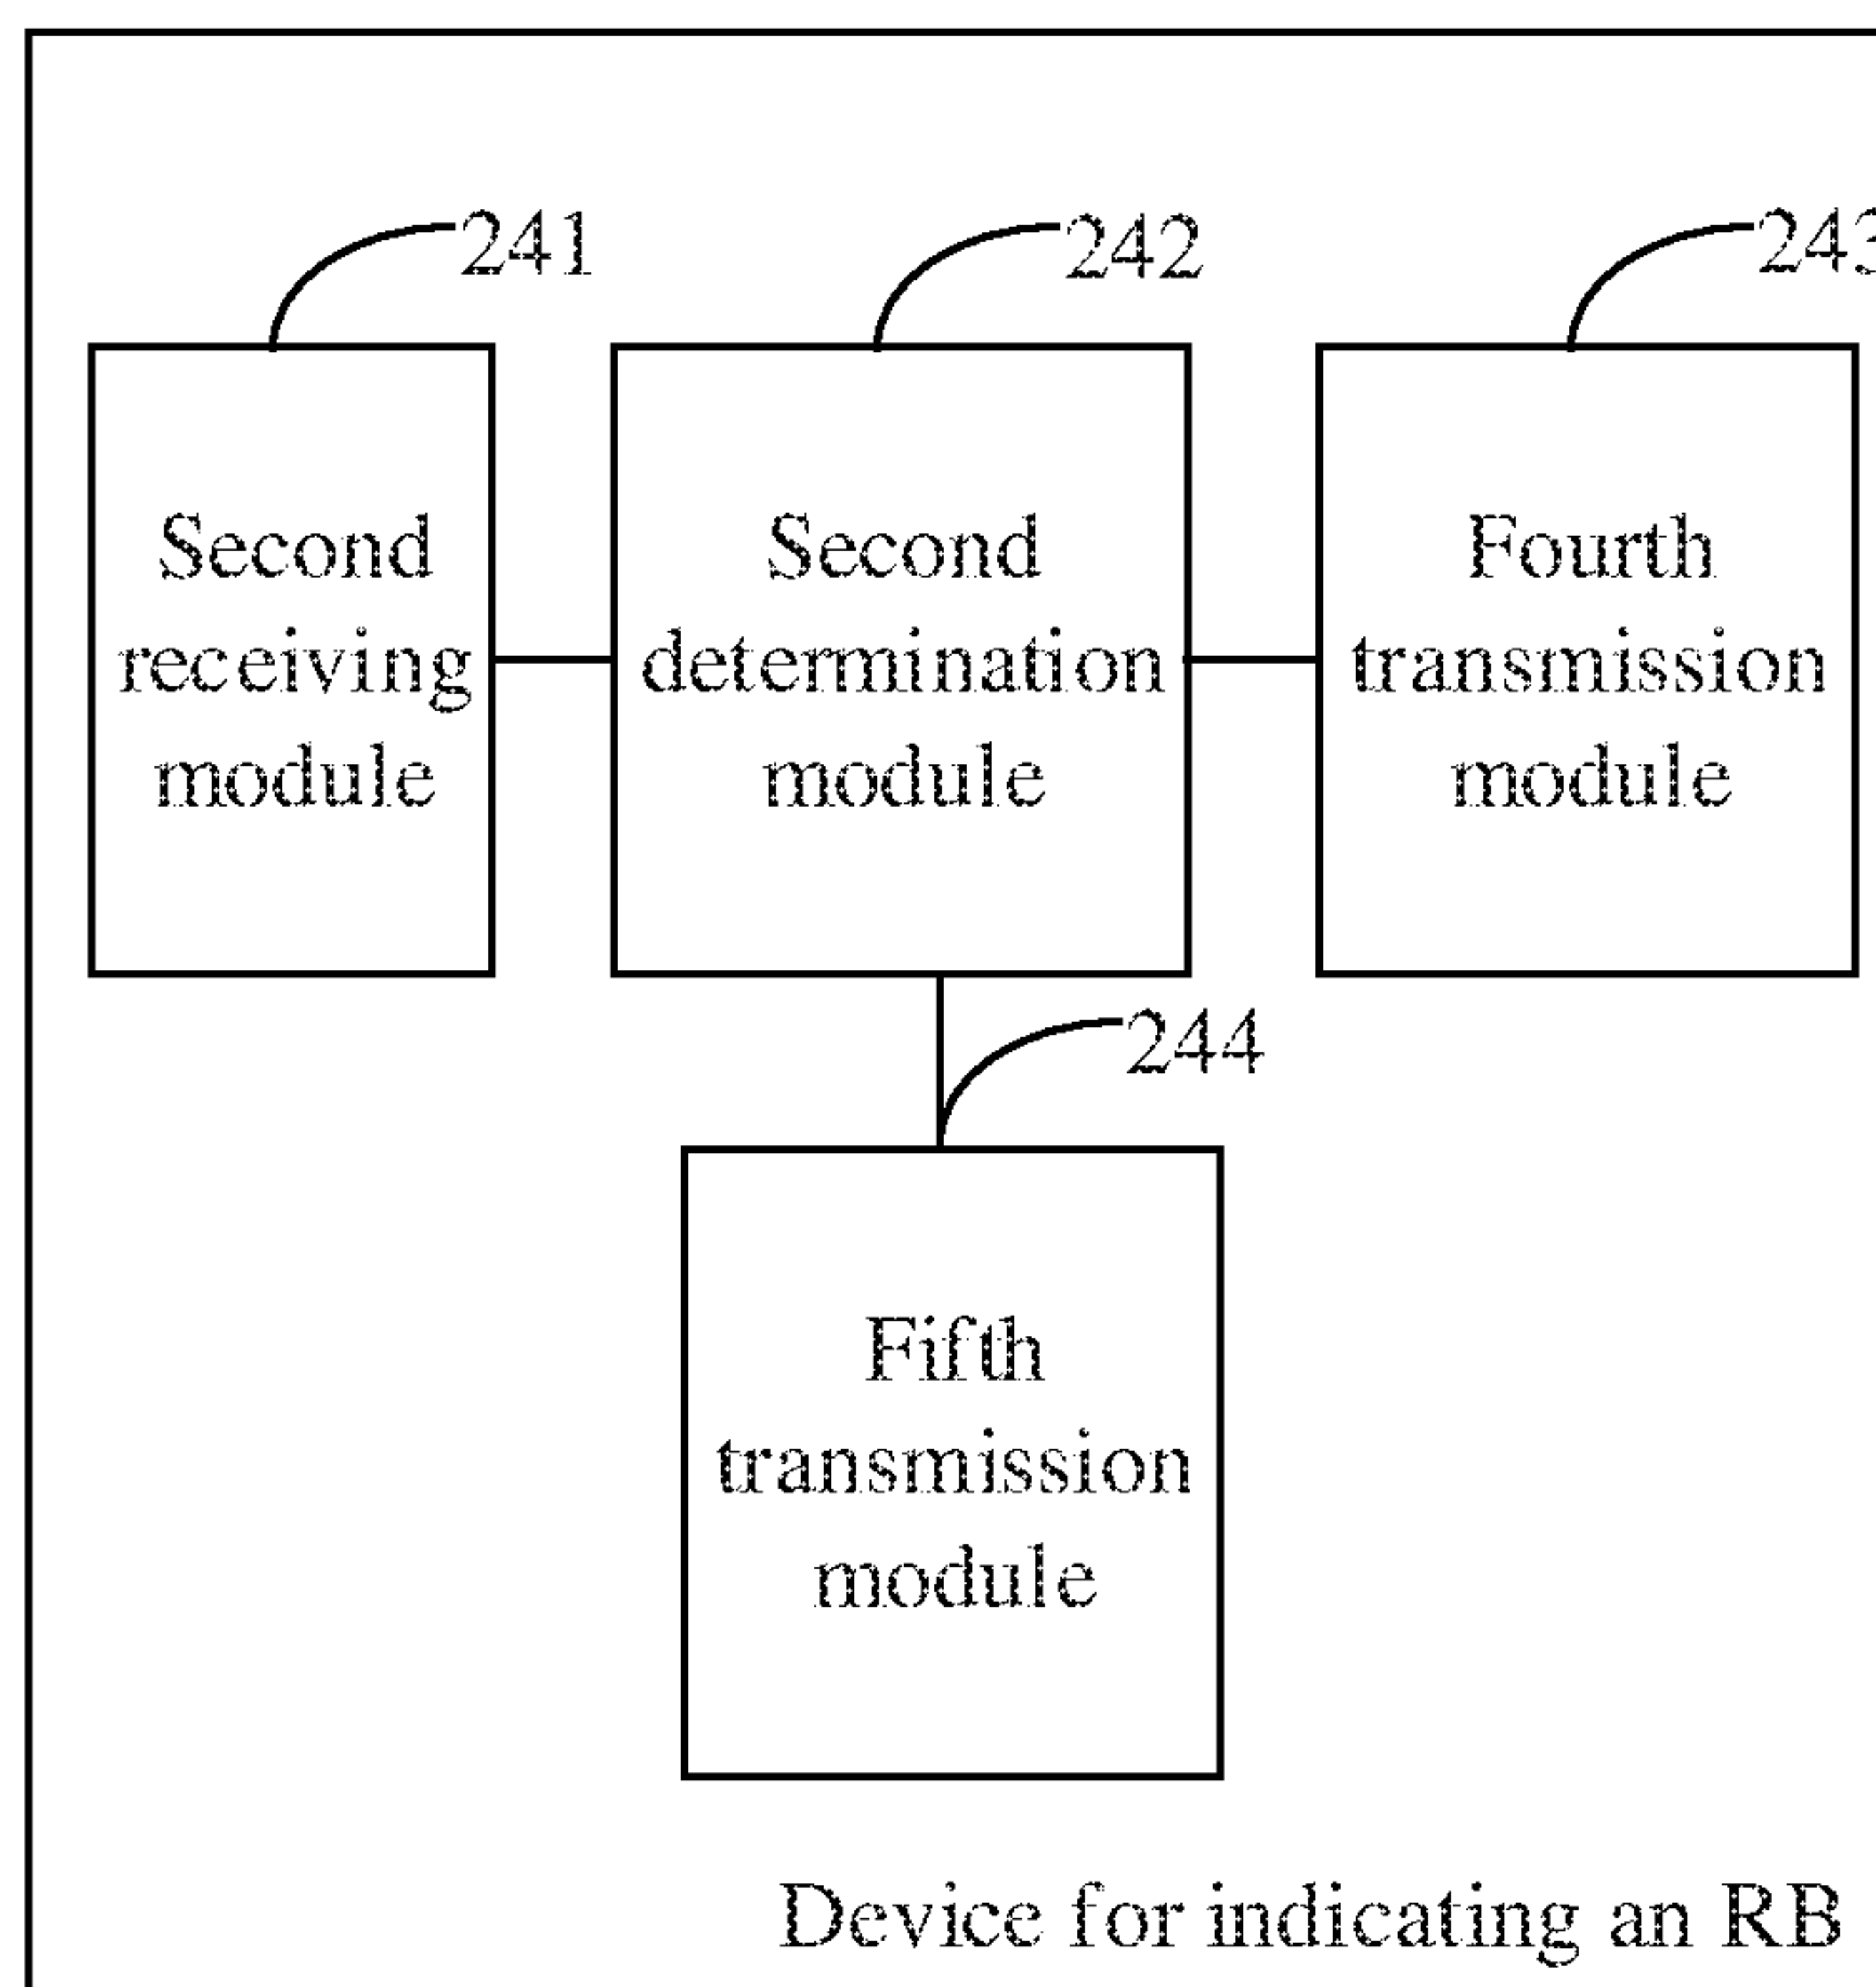 241
242
243
Second
receiving
module
Second
determination
module
Fourth
transmission
module
244
Fifth
transmission
module
Device for indicating an RB